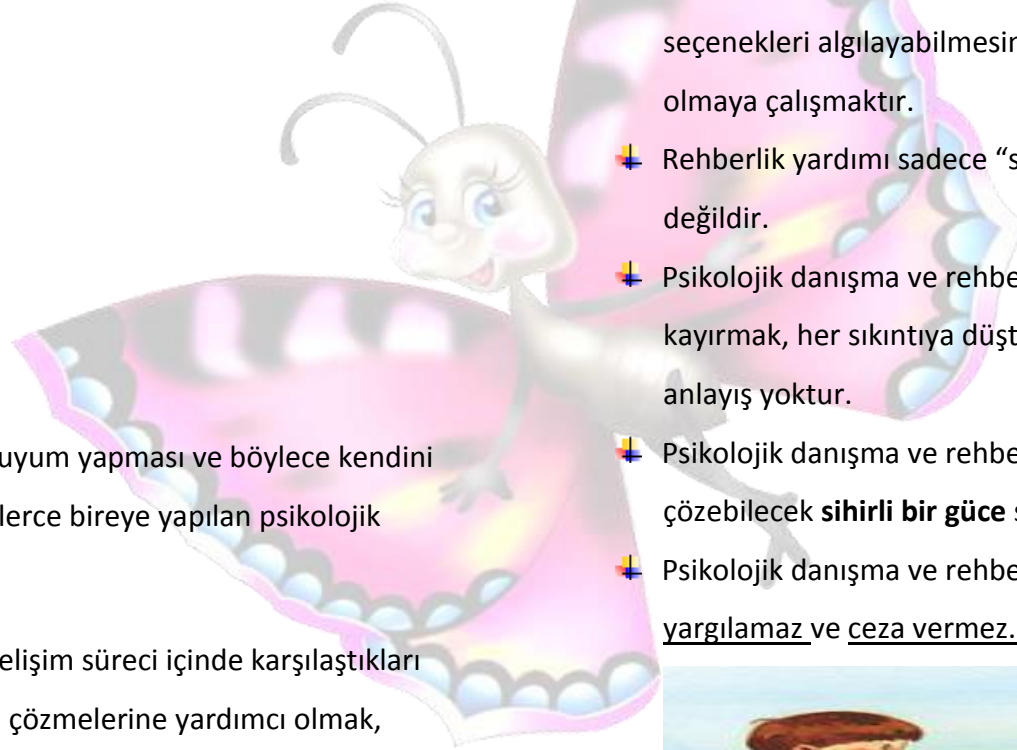 uyum yapması ve böylece kendini
lerce bireye yapılan psikolojik
elişim süreci içinde karşılaştıkları
çözmelerine yardımcı olmak,
seçenekleri algılayabilmesin
olmaya çalışmaktır.
Rehberlik yardımı sadece “s
değildir.
Psikolojik danışma ve rehbe
kayırmak, her sıkıntıya düşt
anlayış yoktur.
Psikolojik danışma ve rehbe
çözebilecek sihirli bir güce s
Psikolojik danışma ve rehbe
yargılamaz ve ceza vermez.